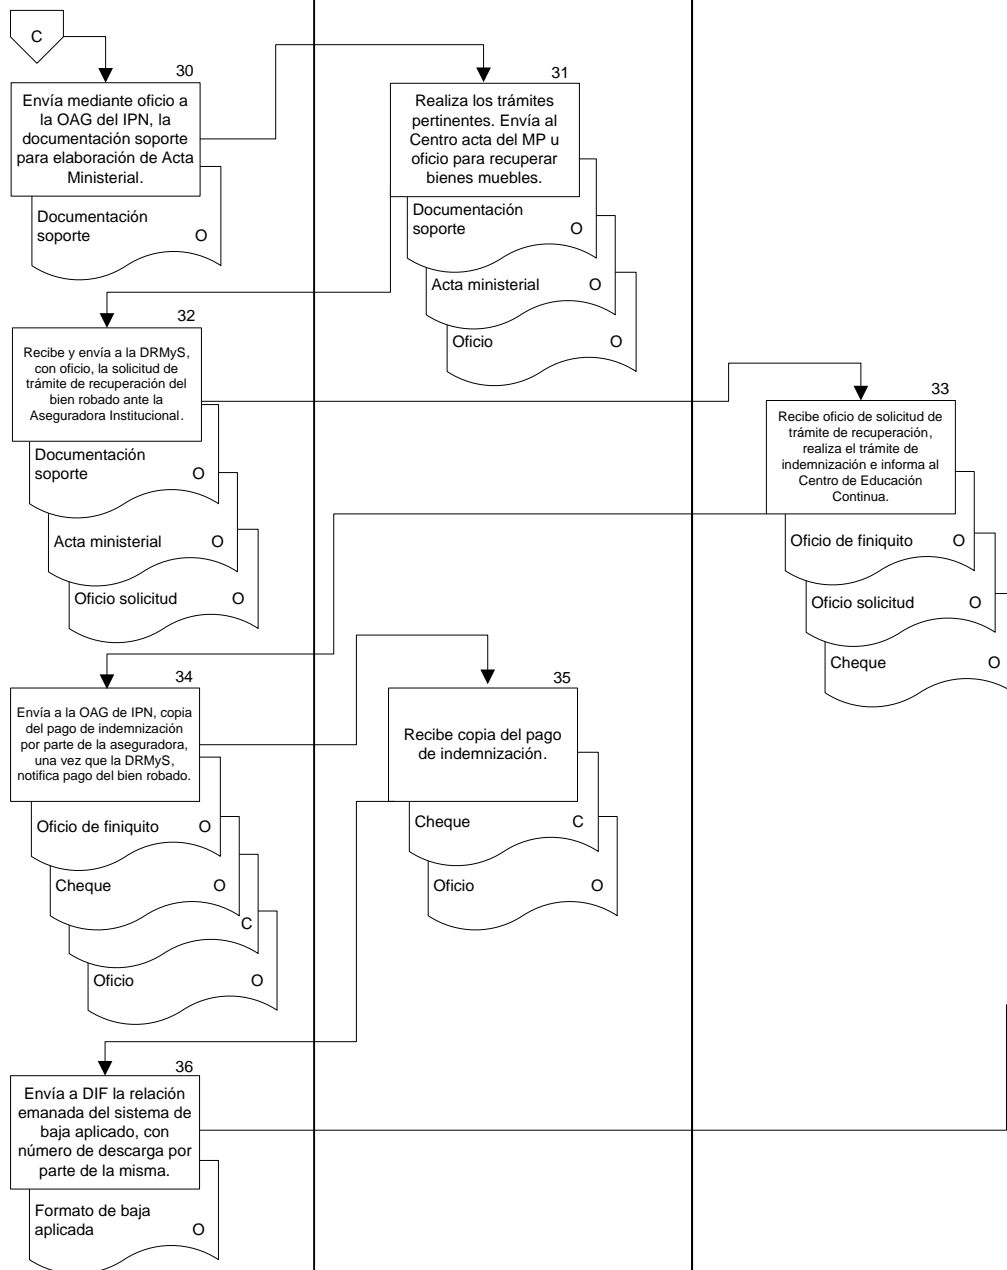 C
30
Envía mediante oficio a
la OAG del IPN, la
documentación soporte
para elaboración de Acta
Ministerial.
Documentación
soporte O
31
Realiza los trámites
pertinentes. Envía al
Centro acta del MP u
oficio para recuperar
bienes muebles.
Documentación
soporte O
Acta ministerial O
Oficio O
32
Recibe y envía a la DRMyS,
con oficio, la solicitud de
trámite de recuperación del
bien robado ante la
Aseguradora Institucional.
Documentación
soporte O
Acta ministerial O
Oficio solicitud O
33
Recibe oficio de solicitud de
trámite de recuperación,
realiza el trámite de
indemnización e informa al
Centro de Educación
Continua.
Oficio de finiquito O
Oficio solicitud O
Cheque O
34
Envía a la OAG de IPN, copia
del pago de indemnización
por parte de la aseguradora,
una vez que la DRMyS,
notifica pago del bien robado.
Oficio de finiquito O
Cheque O
C
Oficio O
35
Recibe copia del pago
de indemnización.
Cheque C
Oficio O
36
Envía a DIF la relación
emanada del sistema de
baja aplicado, con
número de descarga por
parte de la misma.
Formato de baja
aplicada O